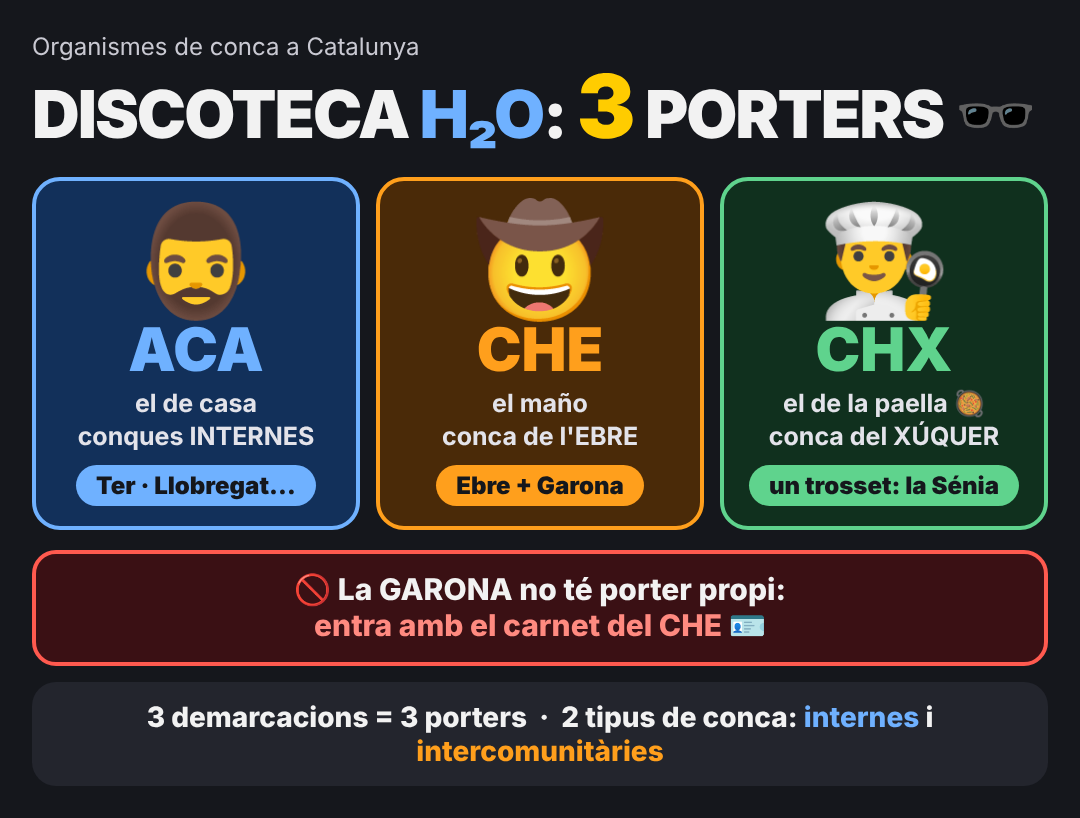 Organismes de conca a Catalunya
DISCOTECA H₂O: 3 PORTERS 🕶️
ACA
el de casa
conques INTERNES
Ter · Llobregat…
CHE
el maño
conca de l'EBRE
Ebre + Garona
CHX
el de la paella 🥘
conca del XÚQUER
un trosset: la Sénia
🚫 La GARONA no té porter propi:
entra amb el carnet del CHE 🪪
3 demarcacions = 3 porters · 2 tipus de conca: internes i
intercomunitàries